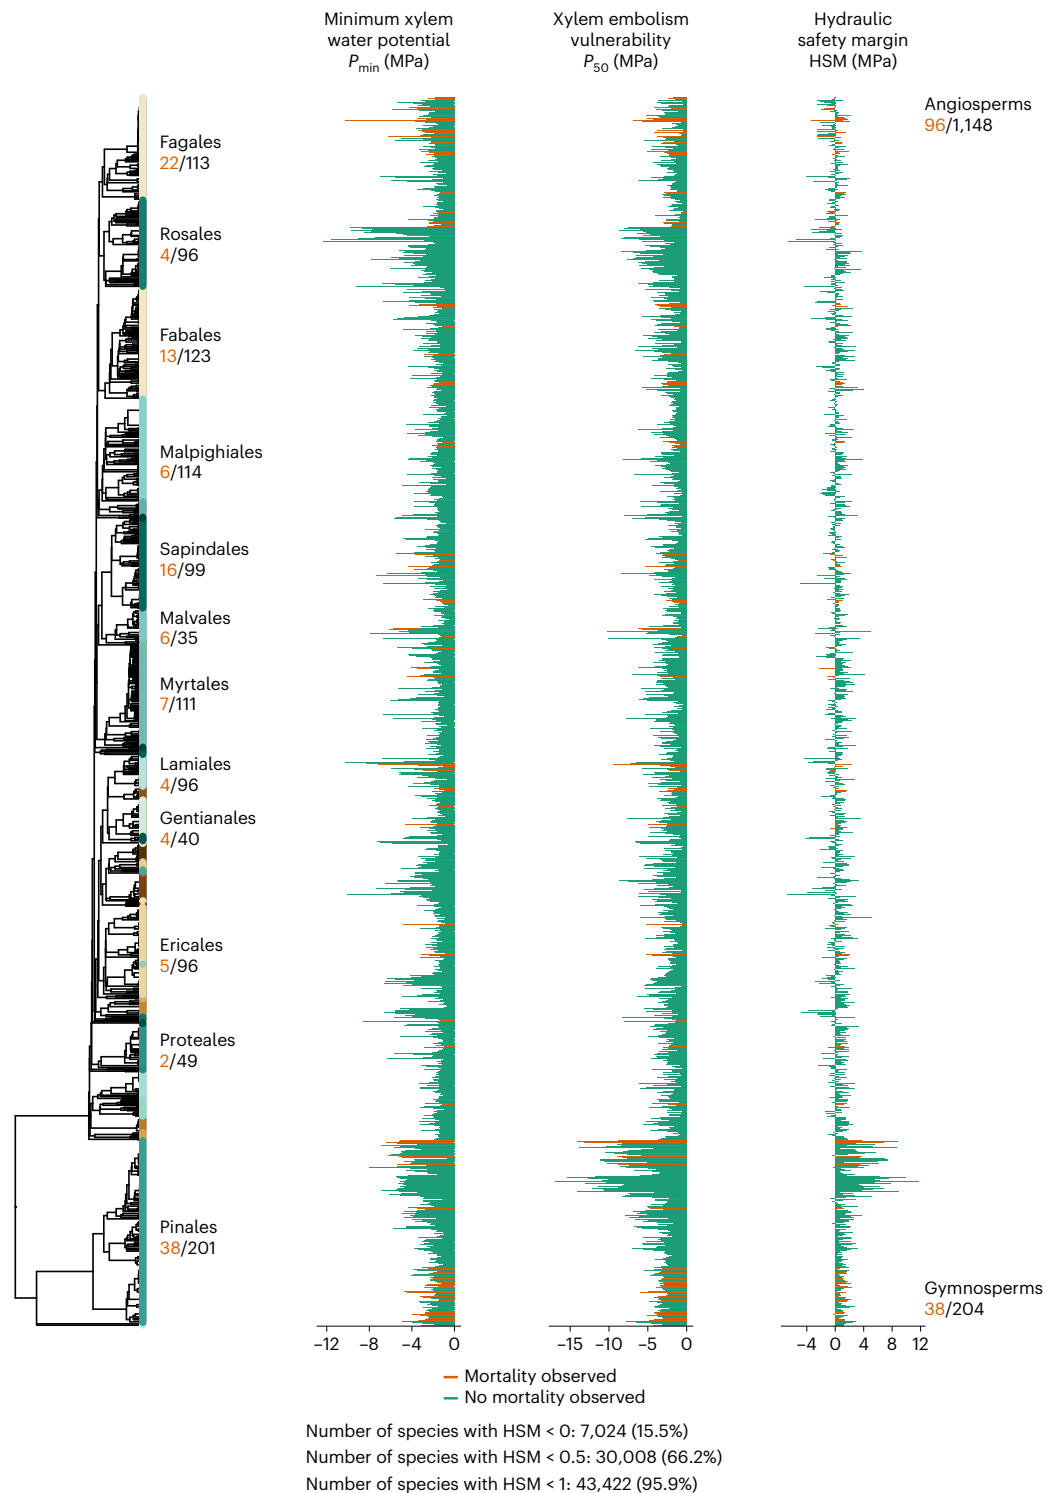 Minimum xylem
water potential
Pmin (MPa)
Xylem embolism
vulnerability
P50 (MPa)
Hydraulic
safety margin
HSM (MPa)
Angiosperms
96/1,148
Fagales
22/113
Rosales
4/96
Fabales
13/123
Malpighiales
6/114
Sapindales
16/99
Malvales
6/35
Myrtales
7/111
Lamiales
4/96
Gentianales
4/40
Ericales
5/96
Proteales
2/49
Pinales
38/201
Gymnosperms
38/204
−12 −8 −4 0
−15 −10 −5 0
−4 0 4 8 12
Mortality observed
No mortality observed
Number of species with HSM < 0: 7,024 (15.5%)
Number of species with HSM < 0.5: 30,008 (66.2%)
Number of species with HSM < 1: 43,422 (95.9%)